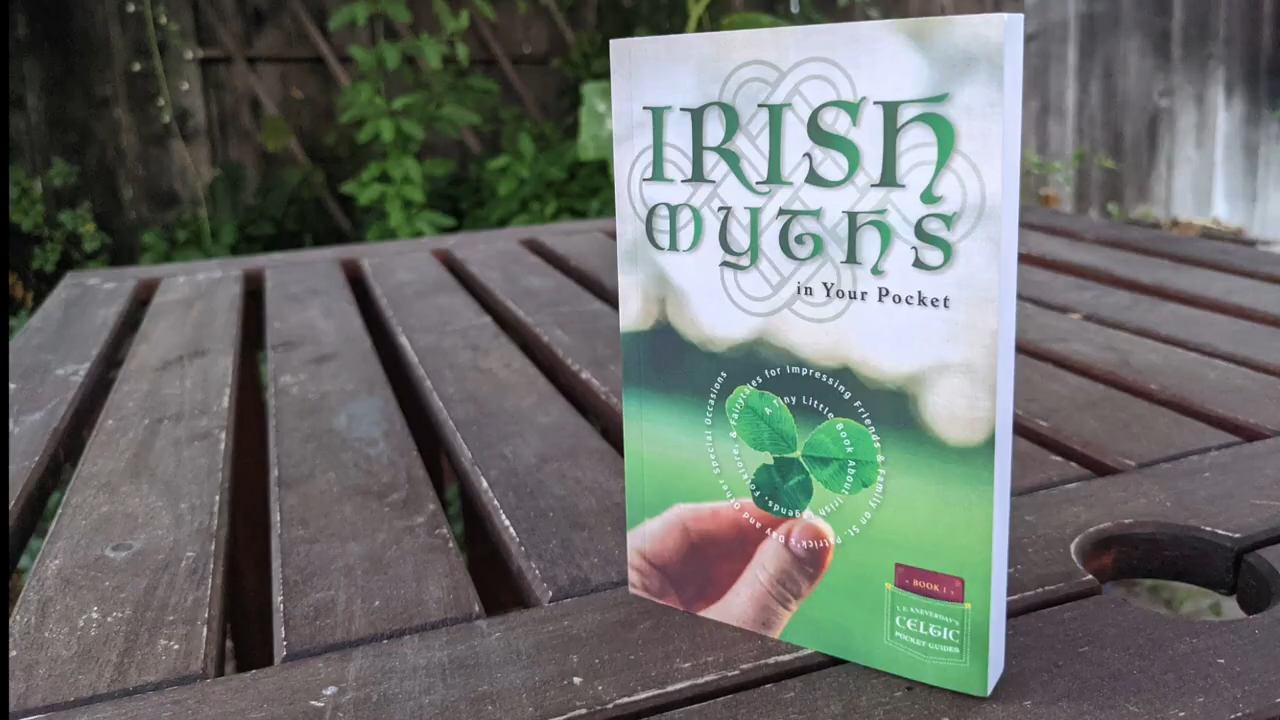 IRISH
MYTHS
in Your Pocket
A Tiny Little Book About Irish Legends, Folklore, & Fairytales for Impressing Friends & Family on St. Patrick's Day and Other Special Occasions
BOOK 1
I. E. KNEVERDAY'S
CELTIC
POCKET GUIDES